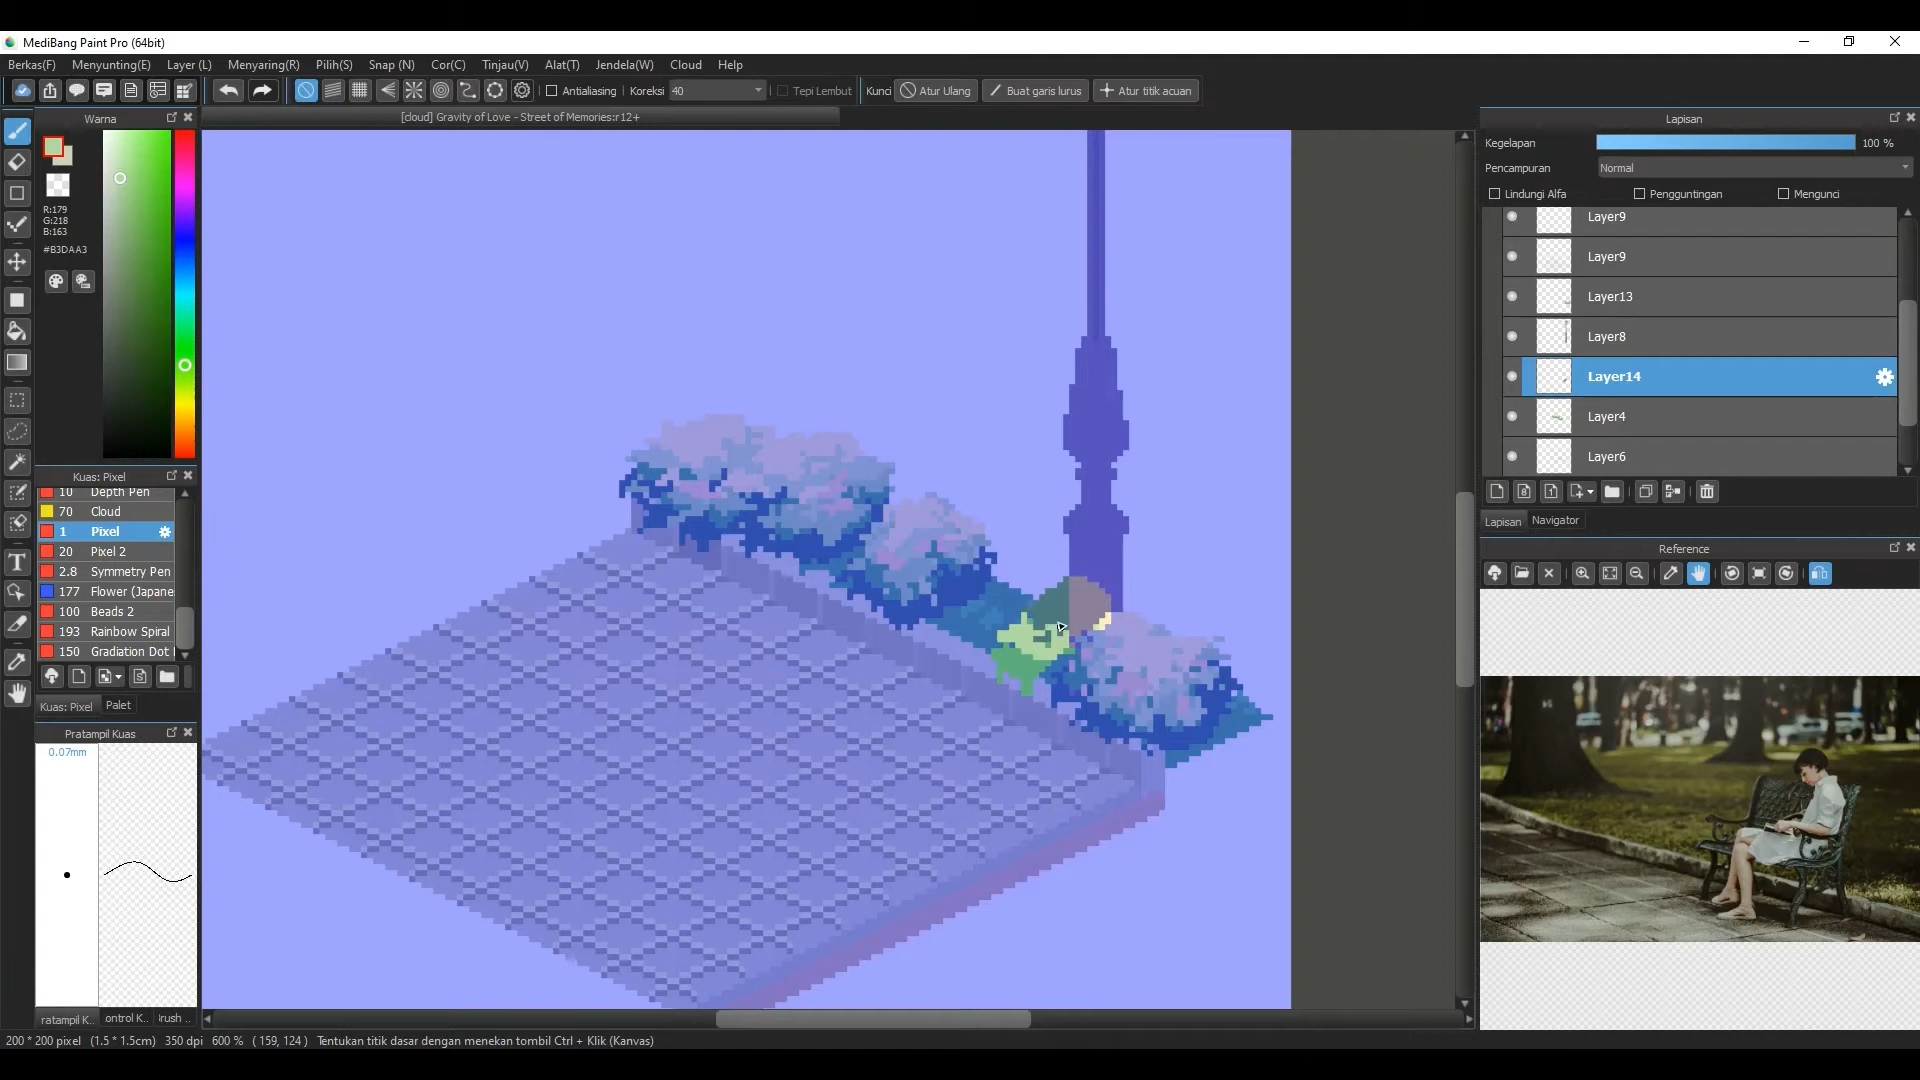 MediBang Paint Pro (64bit)
Berkas(F) Menyunting(E) Layer (L) Menyaring(R) Pilih(S) Snap (N) Cor(C) Tinjau(V) Alat(T) Jendela(W) Cloud Help
Antialiasing Koreksi 40 Tepi Lembut Kunci Atur Ulang Buat garis lurus Atur titik acuan
Warna
[cloud] Gravity of Love - Street of Memories:r12+
R:179
G:218
B:163
#B3DAA3
Kuas: Pixel
10 Depth Pen
70 Cloud
1 Pixel
20 Pixel 2
2.8 Symmetry Pen
177 Flower (Japane
100 Beads 2
193 Rainbow Spiral
150 Gradiation Dot
Kuas: Pixel Palet
Pratampil Kuas
0.07mm
ratampil K.. ontrol K.. rush ..
Lapisan
Kegelapan 100 %
Pencampuran Normal
Lindungi Alfa Pengguntingan Mengunci
Layer9
Layer9
Layer13
Layer8
Layer14
Layer4
Layer6
Lapisan Navigator
Reference
200 * 200 pixel (1.5 * 1.5cm) 350 dpi 600 % ( 159, 124 ) Tentukan titik dasar dengan menekan tombil Ctrl + Klik (Kanvas)